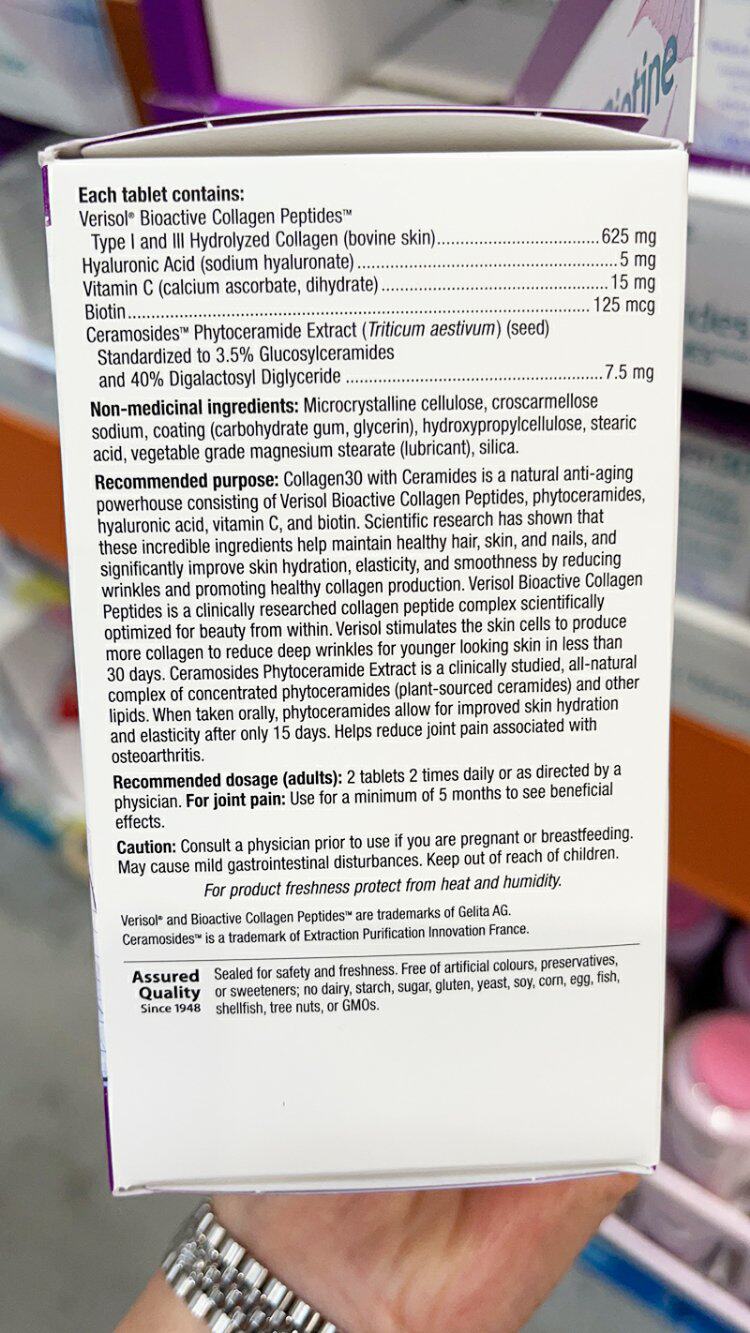 Each tablet contains:
Verisol® Bioactive Collagen Peptides™
Type I and III Hydrolyzed Collagen (bovine skin)................................. 625 mg
Hyaluronic Acid (sodium hyaluronate)..................................................... 5 mg
Vitamin C (calcium ascorbate, dihydrate).............................................. 15 mg
Biotin............................................................................................. 125 mcg
Ceramosides™ Phytoceramide Extract (Triticum aestivum) (seed)
Standardized to 3.5% Glucosylceramides
and 40% Digalactosyl Diglyceride ..................................................... 7.5 mg
Non-medicinal ingredients: Microcrystalline cellulose, croscarmellose
sodium, coating (carbohydrate gum, glycerin), hydroxypropylcellulose, stearic
acid, vegetable grade magnesium stearate (lubricant), silica.
Recommended purpose: Collagen30 with Ceramides is a natural anti-aging
powerhouse consisting of Verisol Bioactive Collagen Peptides, phytoceramides,
hyaluronic acid, vitamin C, and biotin. Scientific research has shown that
these incredible ingredients help maintain healthy hair, skin, and nails, and
significantly improve skin hydration, elasticity, and smoothness by reducing
wrinkles and promoting healthy collagen production. Verisol Bioactive Collagen
Peptides is a clinically researched collagen peptide complex scientifically
optimized for beauty from within. Verisol stimulates the skin cells to produce
more collagen to reduce deep wrinkles for younger looking skin in less than
30 days. Ceramosides Phytoceramide Extract is a clinically studied, all-natural
complex of concentrated phytoceramides (plant-sourced ceramides) and other
lipids. When taken orally, phytoceramides allow for improved skin hydration
and elasticity after only 15 days. Helps reduce joint pain associated with
osteoarthritis.
Recommended dosage (adults): 2 tablets 2 times daily or as directed by a
physician. For joint pain: Use for a minimum of 5 months to see beneficial
effects.
Caution: Consult a physician prior to use if you are pregnant or breastfeeding.
May cause mild gastrointestinal disturbances. Keep out of reach of children.
For product freshness protect from heat and humidity.
Verisol® and Bioactive Collagen Peptides™ are trademarks of Gelita AG.
Ceramosides™ is a trademark of Extraction Purification Innovation France.
Assured Quality Since 1948
Sealed for safety and freshness. Free of artificial colours, preservatives,
or sweeteners; no dairy, starch, sugar, gluten, yeast, soy, corn, egg, fish,
shellfish, tree nuts, or GMOs.